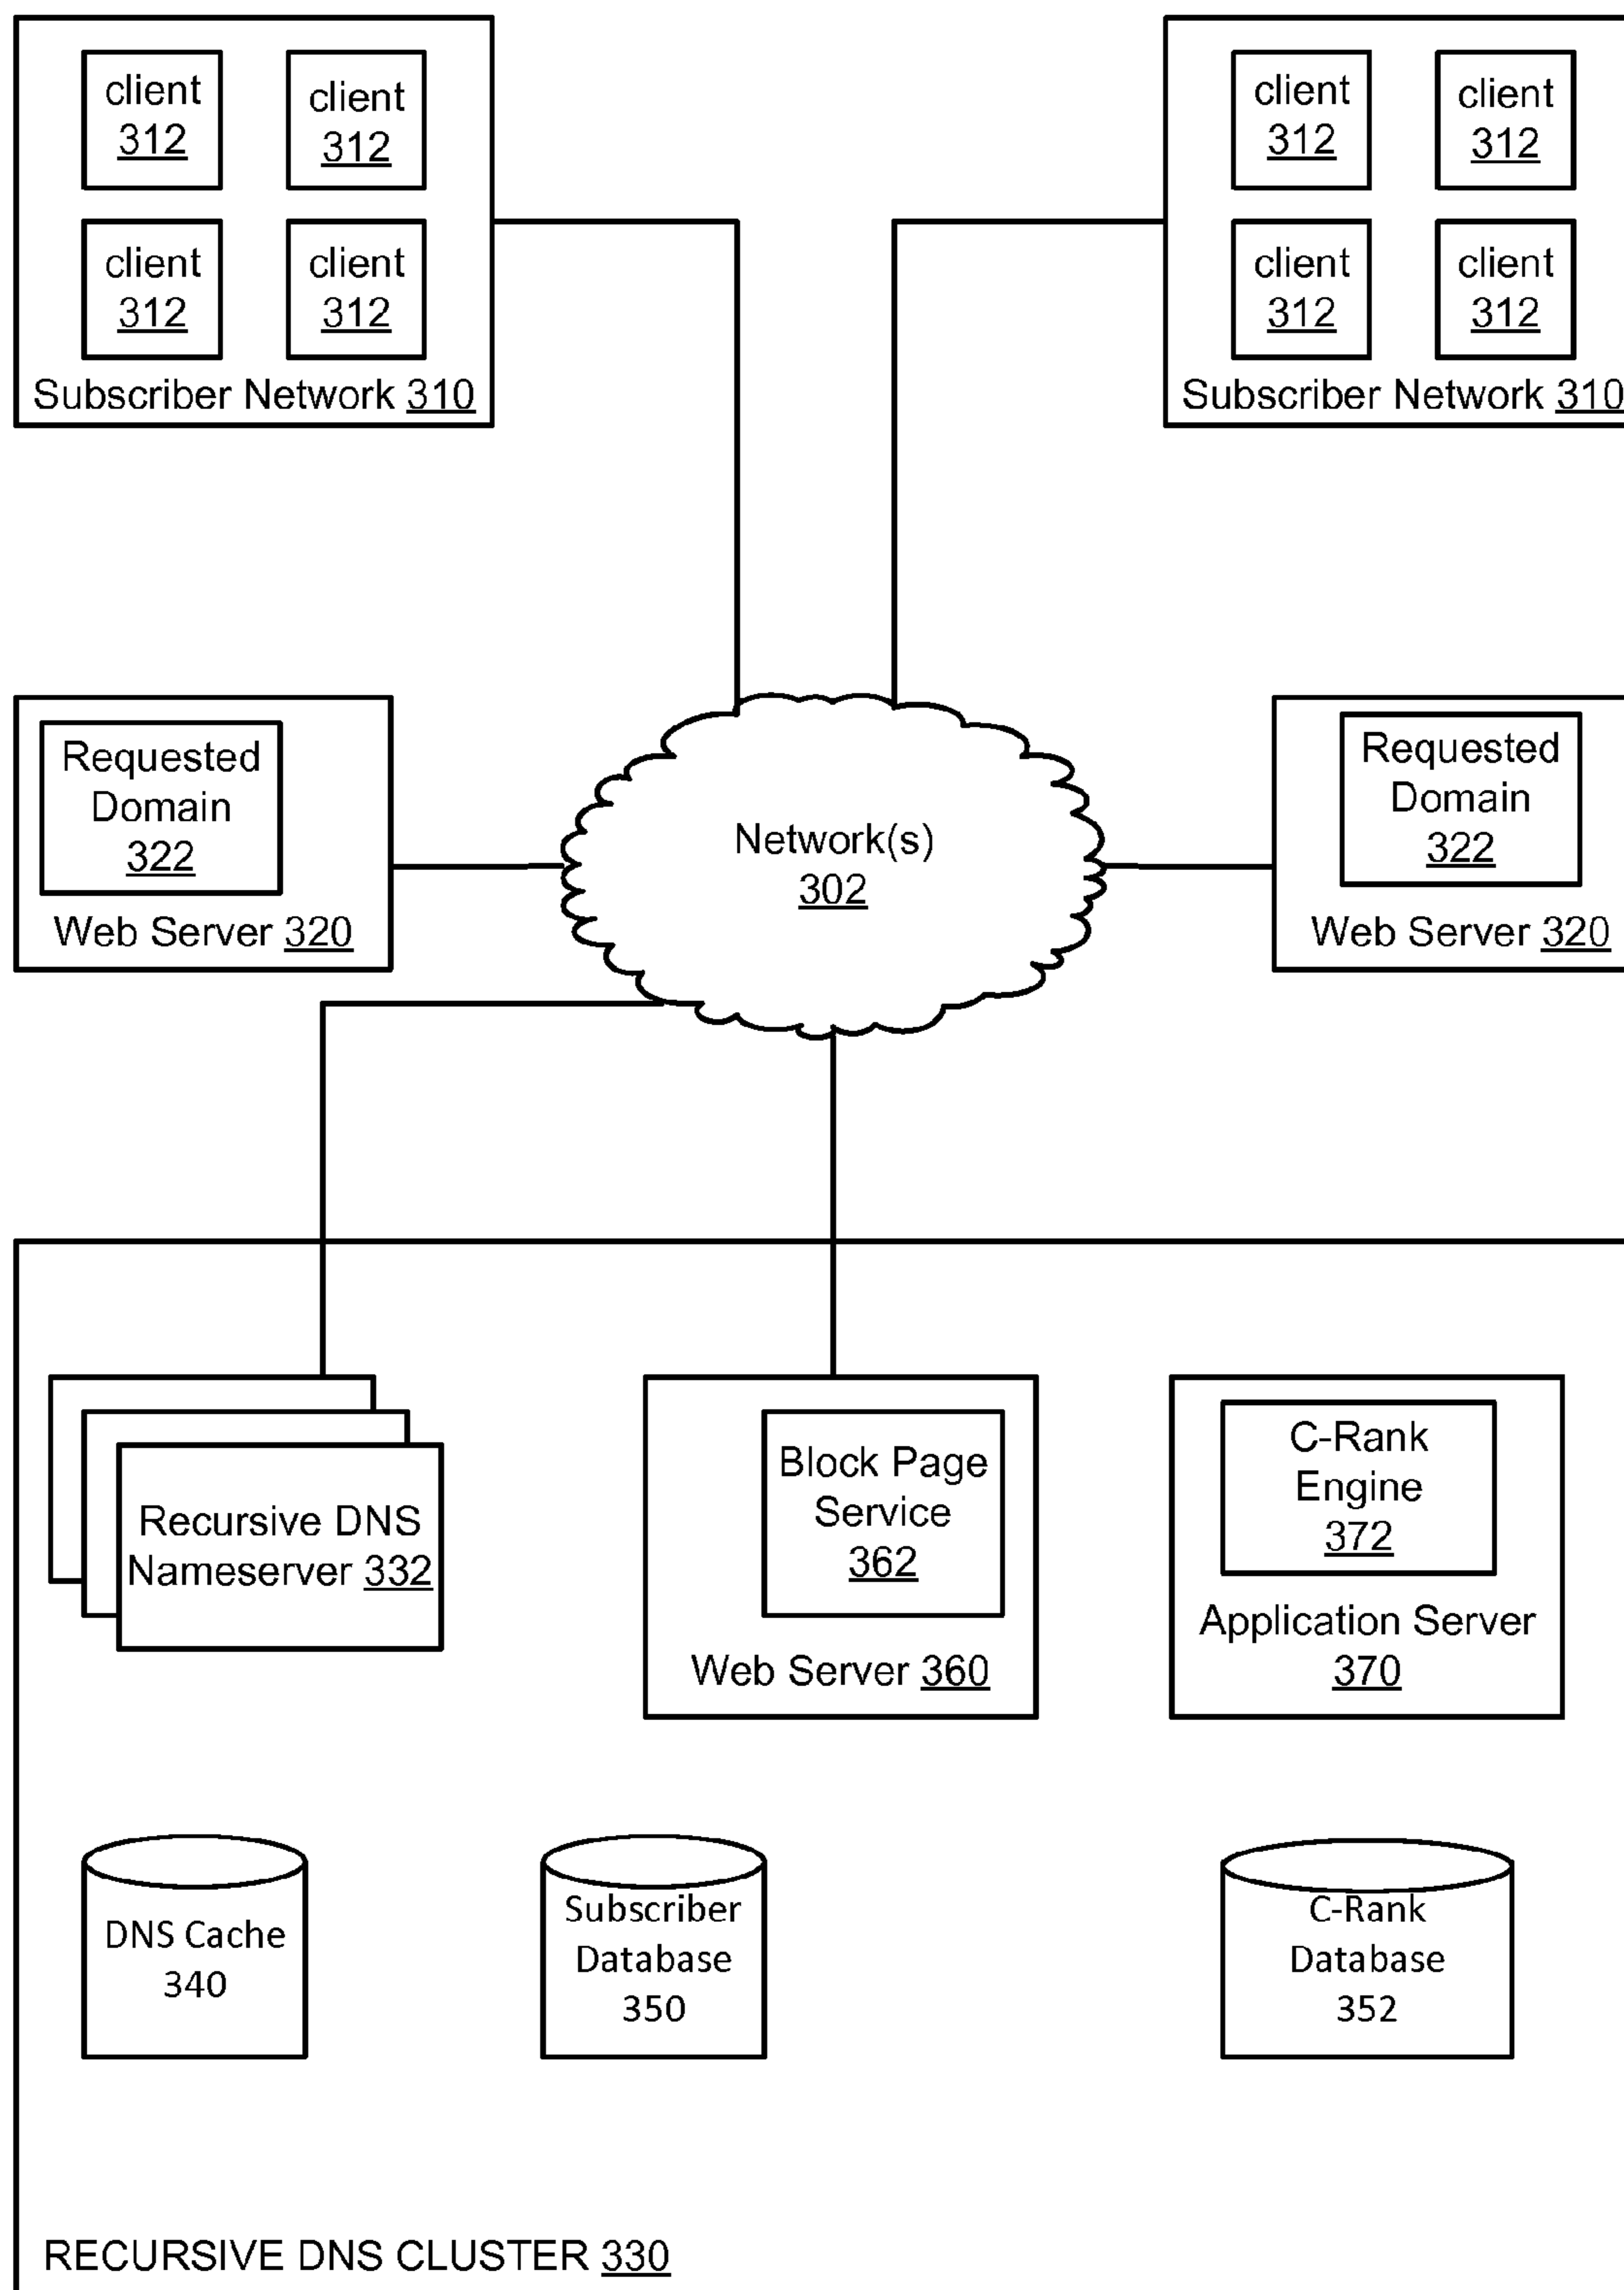 client
312
client
312
client
312
client
312
Subscriber Network 310
client
312
client
312
client
312
client
312
Subscriber Network 310
Requested
Domain
322
Web Server 320
Network(s)
302
Requested
Domain
322
Web Server 320
Recursive DNS
Nameserver 332
Block Page
Service
362
Web Server 360
C-Rank
Engine
372
Application Server
370
DNS Cache
340
Subscriber
Database
350
C-Rank
Database
352
RECURSIVE DNS CLUSTER 330